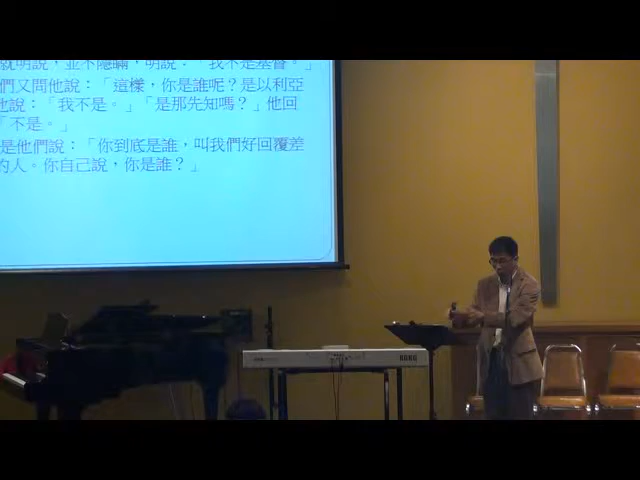 就明說，並不隱瞞，明說：「我不是基督。」
們又問他說：「這樣，你是誰呢？是以利亞
他說：「我不是。」「是那先知嗎？」他回
「不是。」
是他們說：「你到底是誰，叫我們好回覆差
的人。你自己說，你是誰？」
KORG